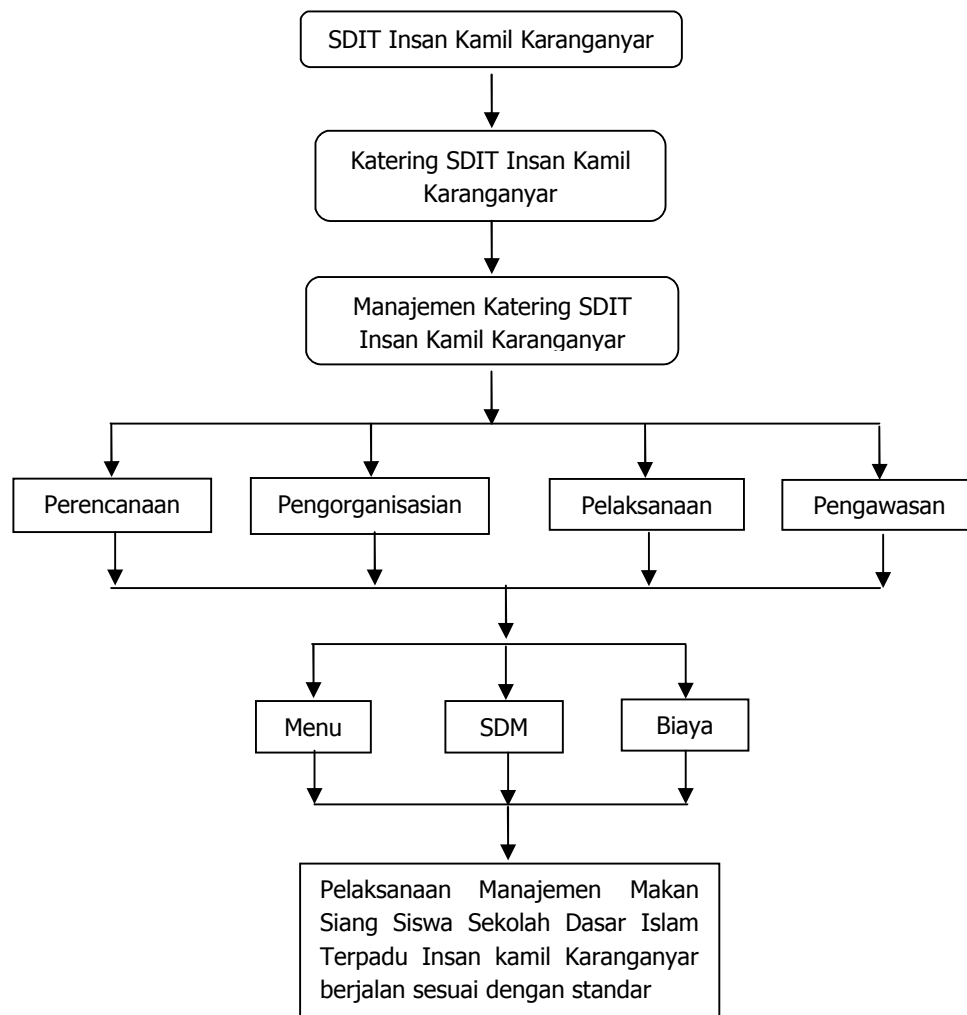 SDIT Insan Kamil Karanganyar
Katering SDIT Insan Kamil
Karanganyar
Manajemen Katering SDIT
Insan Kamil Karanganyar
Perencanaan
Pengorganisasian
Pelaksanaan
Pengawasan
Menu
SDM
Biaya
Pelaksanaan Manajemen Makan
Siang Siswa Sekolah Dasar Islam
Terpadu Insan kamil Karanganyar
berjalan sesuai dengan standar